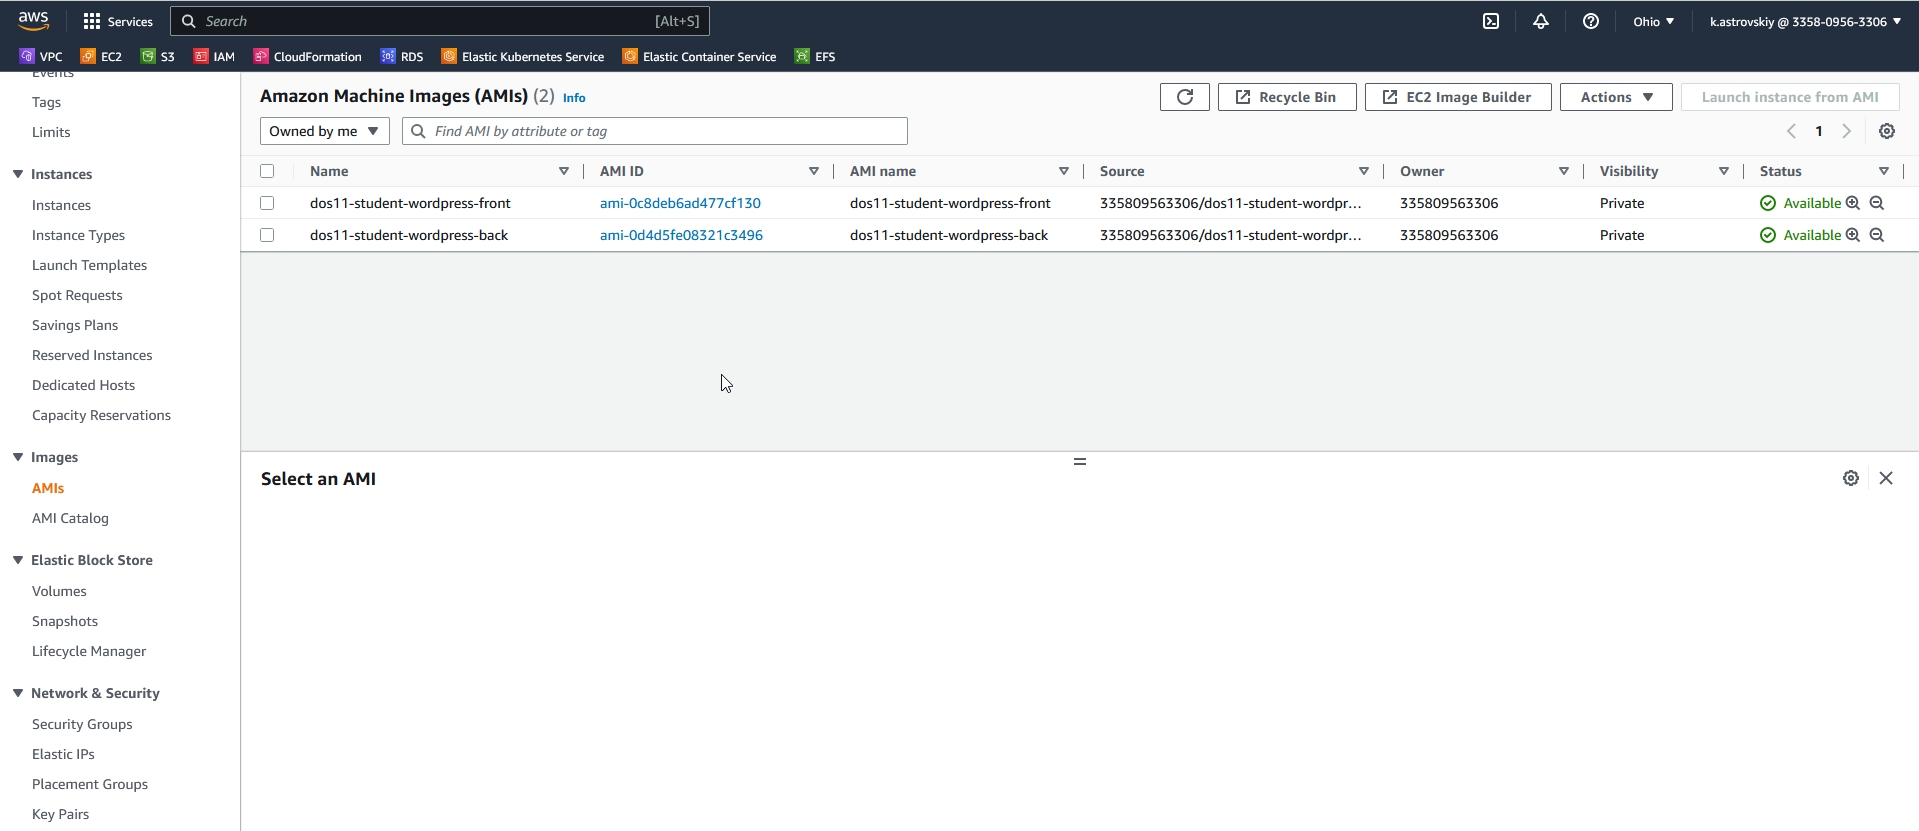 aws
Services
Search [Alt+S]
Ohio
k.astrovskiy @ 3358-0956-3306
VPC EC2 S3 IAM CloudFormation RDS Elastic Kubernetes Service Elastic Container Service EFS
Events
Tags
Limits
Instances
Instances
Instance Types
Launch Templates
Spot Requests
Savings Plans
Reserved Instances
Dedicated Hosts
Capacity Reservations
Images
AMIs
AMI Catalog
Elastic Block Store
Volumes
Snapshots
Lifecycle Manager
Network & Security
Security Groups
Elastic IPs
Placement Groups
Key Pairs
Amazon Machine Images (AMIs) (2) Info
Recycle Bin
EC2 Image Builder
Actions
Launch instance from AMI
Owned by me
Find AMI by attribute or tag
1
Name AMI ID AMI name Source Owner Visibility Status
dos11-student-wordpress-front ami-0c8deb6ad477cf130 dos11-student-wordpress-front 335809563306/dos11-student-wordpr... 335809563306 Private Available
dos11-student-wordpress-back ami-0d4d5fe08321c3496 dos11-student-wordpress-back 335809563306/dos11-student-wordpr... 335809563306 Private Available
Select an AMI